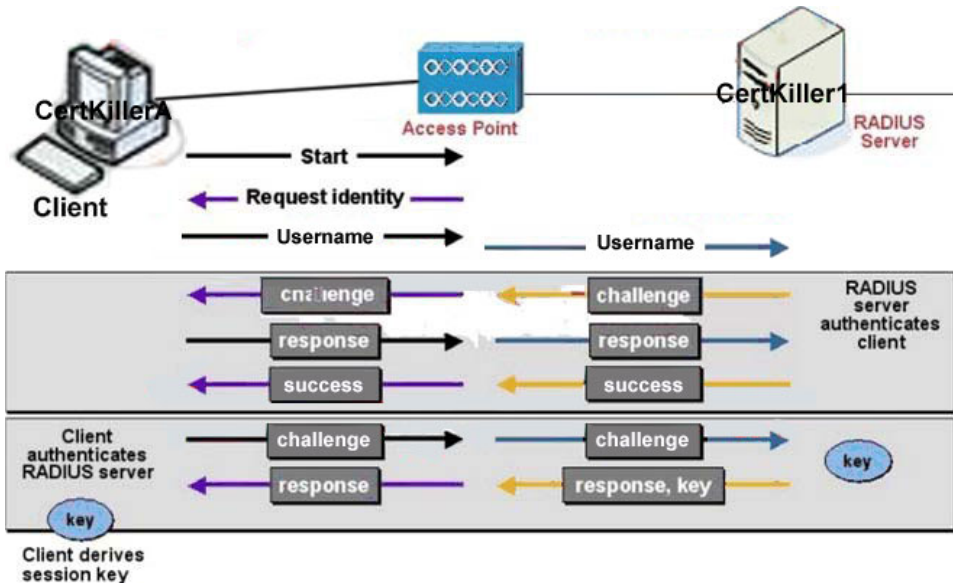 CertKillerA
CertKiller1
Access Point
RADIUS
Server
Client
Start
Request identity
Username
Username
challenge
challenge
RADIUS
server
authenticates
client
response
response
success
success
Client
authenticates
RADIUS server
challenge
challenge
key
response
response, key
key
Client derives
session key